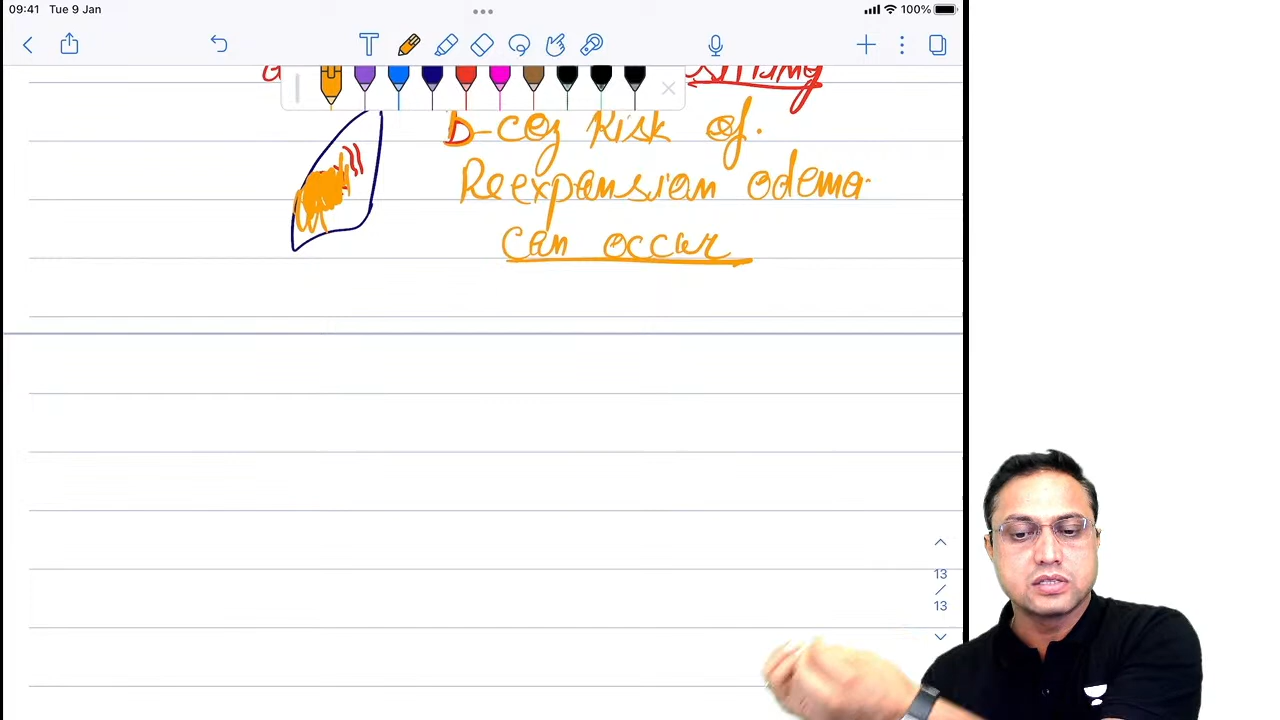 09:41 Tue 9 Jan
100%
T
b-coz Risk of.
Reexpansion odema
can occur
13
/
13